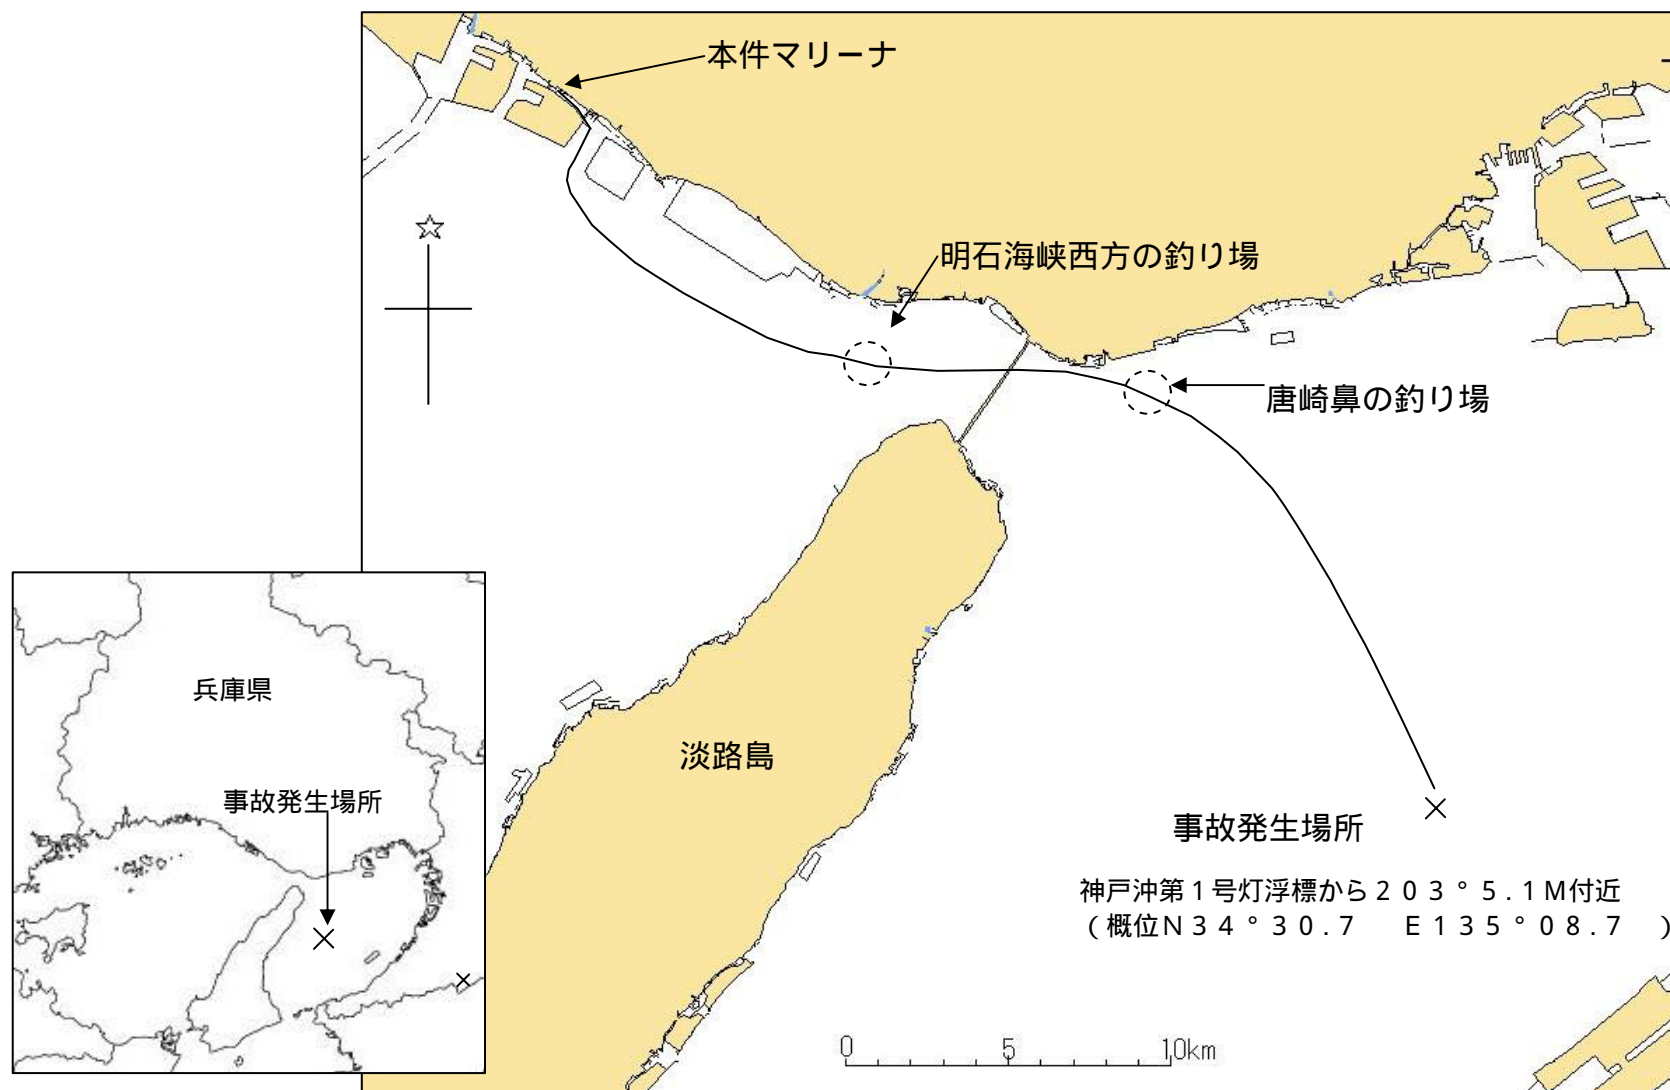 本件マリーナ
明石海峡西方の釣り場
唐崎鼻の釣り場
兵庫県
淡路島
事故発生場所
事故発生場所
神戸沖第1号灯浮標から203°5.1M付近
(概位N34°30.7 E135°08.7 )
0 5 10km